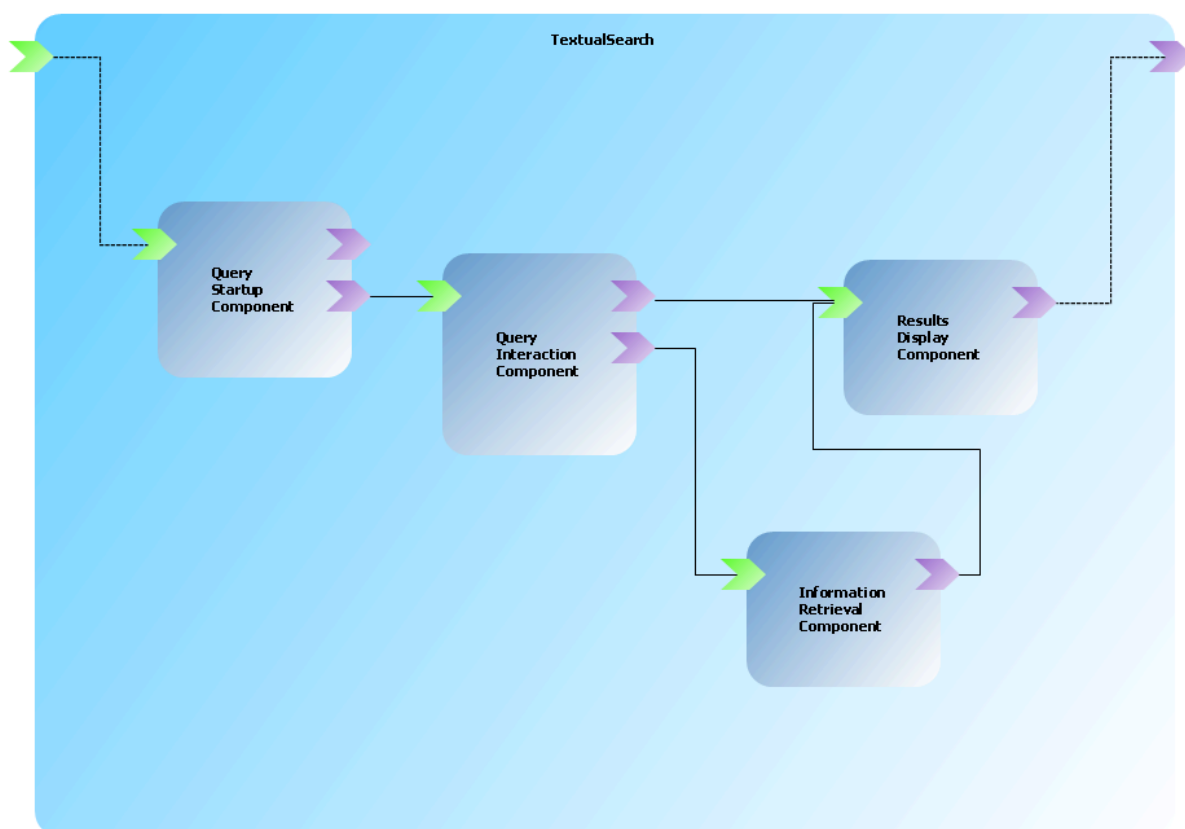 TextualSearch
Query
Startup
Component
Query
Interaction
Component
Results
Display
Component
Information
Retrieval
Component